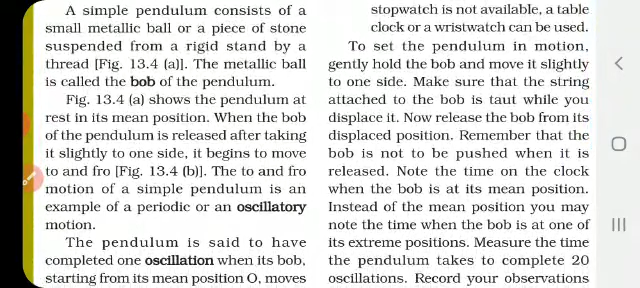 A simple pendulum consists of a
small metallic ball or a piece of stone
suspended from a rigid stand by a
thread [Fig. 13.4 (a)]. The metallic ball
is called the bob of the pendulum.
Fig. 13.4 (a) shows the pendulum at
rest in its mean position. When the bob
of the pendulum is released after taking
it slightly to one side, it begins to move
to and fro [Fig. 13.4 (b)]. The to and fro
motion of a simple pendulum is an
example of a periodic or an oscillatory
motion.
The pendulum is said to have
completed one oscillation when its bob,
starting from its mean position O, moves
stopwatch is not available, a table
clock or a wristwatch can be used.
To set the pendulum in motion,
gently hold the bob and move it slightly
to one side. Make sure that the string
attached to the bob is taut while you
displace it. Now release the bob from its
displaced position. Remember that the
bob is not to be pushed when it is
released. Note the time on the clock
when the bob is at its mean position.
Instead of the mean position you may
note the time when the bob is at one of
its extreme positions. Measure the time
the pendulum takes to complete 20
oscillations. Record your observations